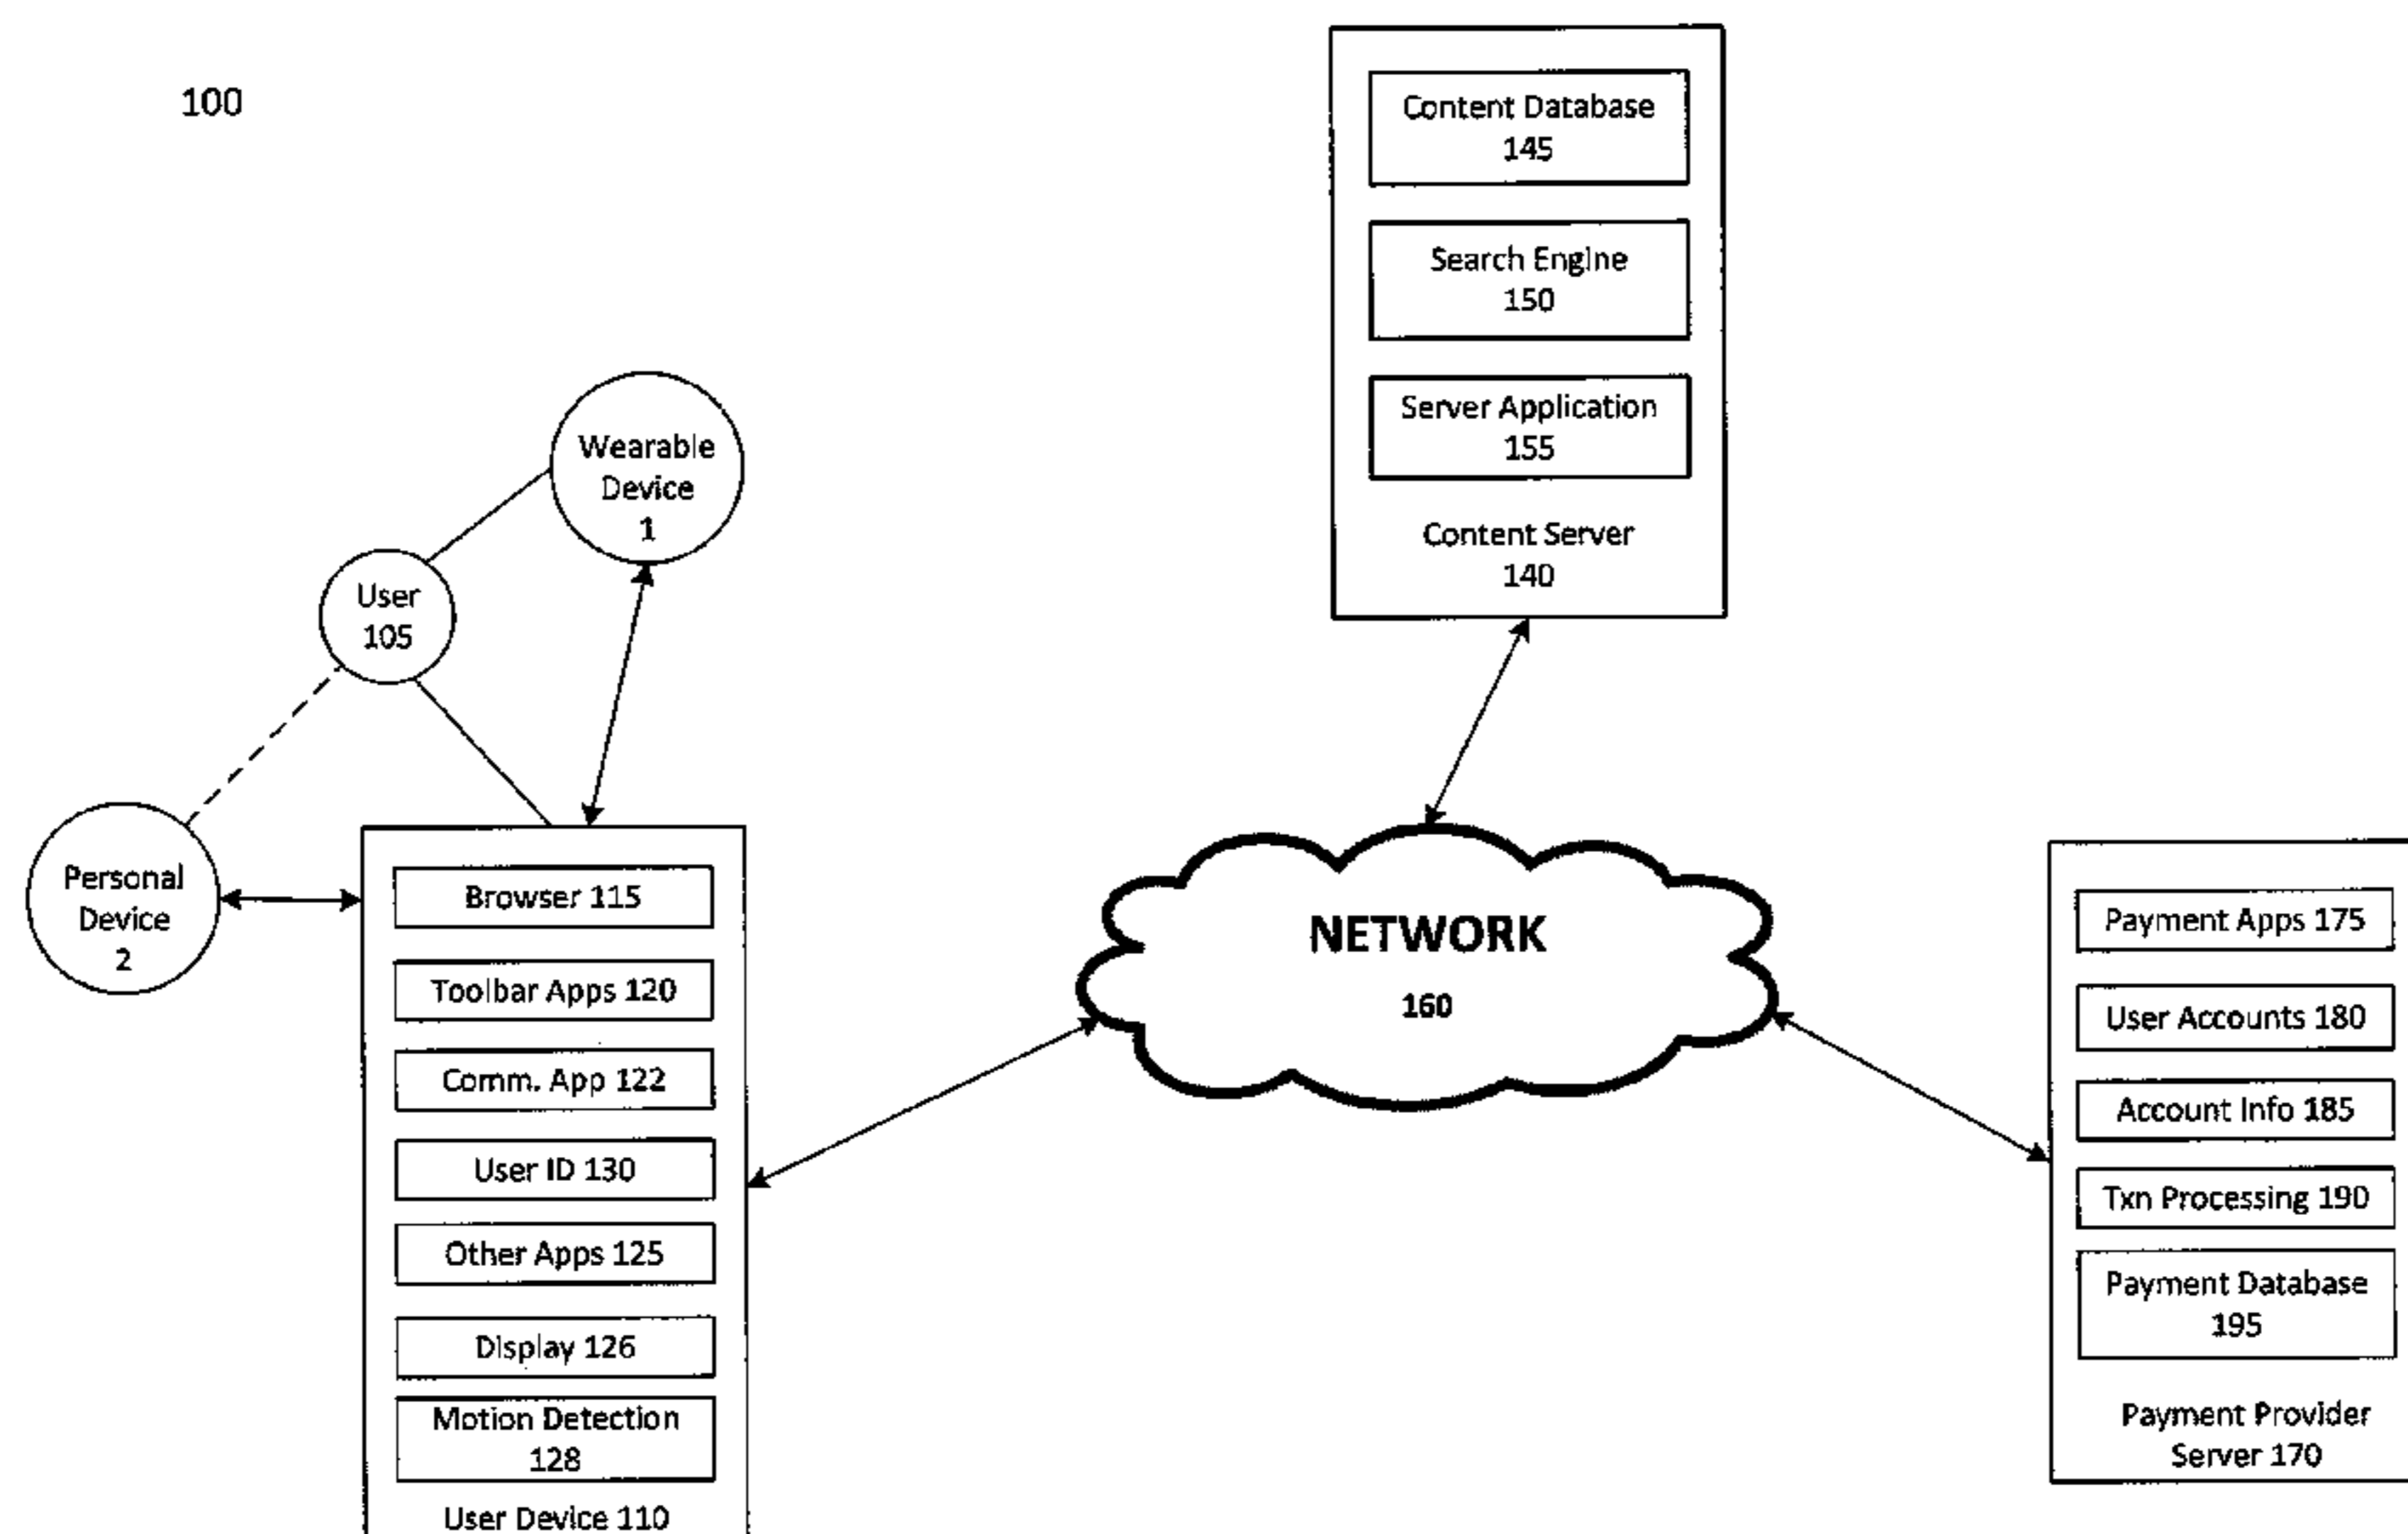 100
Content Database
145
Search Engine
150
Server Application
155
Content Server
140
Wearable
Device
1
User
105
Personal
Device
2
Browser 115
Toolbar Apps 120
Comm. App 122
User ID 130
Other Apps 125
Display 126
Motion Detection
128
User Device 110
NETWORK
160
Payment Apps 175
User Accounts 180
Account Info 185
Txn Processing 190
Payment Database
195
Payment Provider
Server 170